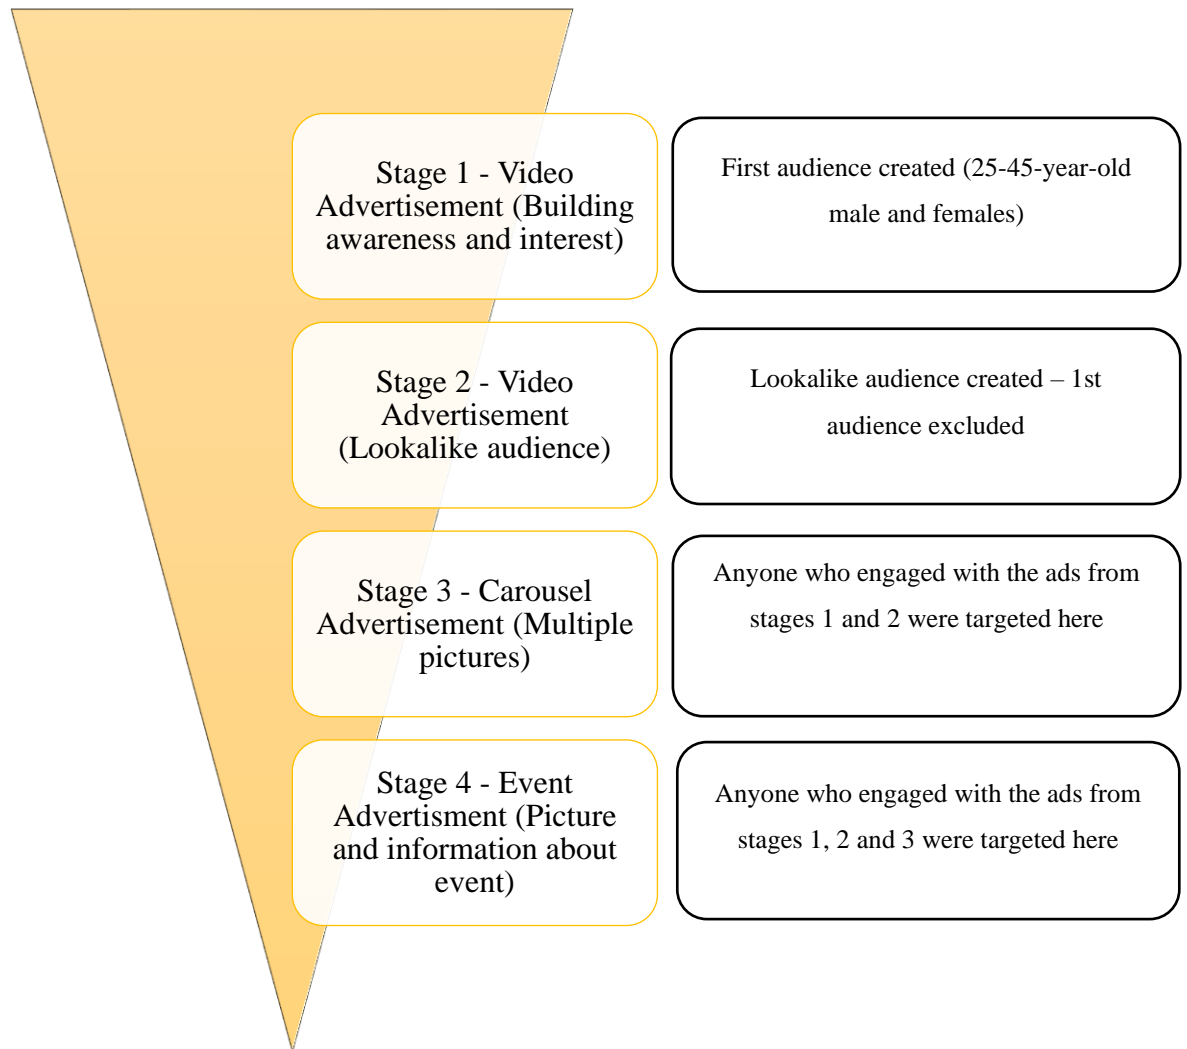 Stage 1 - Video
Advertisement (Building
awareness and interest)
First audience created (25-45-year-old
male and females)
Stage 2 - Video
Advertisement
(Lookalike audience)
Lookalike audience created – 1st
audience excluded
Stage 3 - Carousel
Advertisement (Multiple
pictures)
Anyone who engaged with the ads from
stages 1 and 2 were targeted here
Stage 4 - Event
Advertisment (Picture
and information about
event)
Anyone who engaged with the ads from
stages 1, 2 and 3 were targeted here